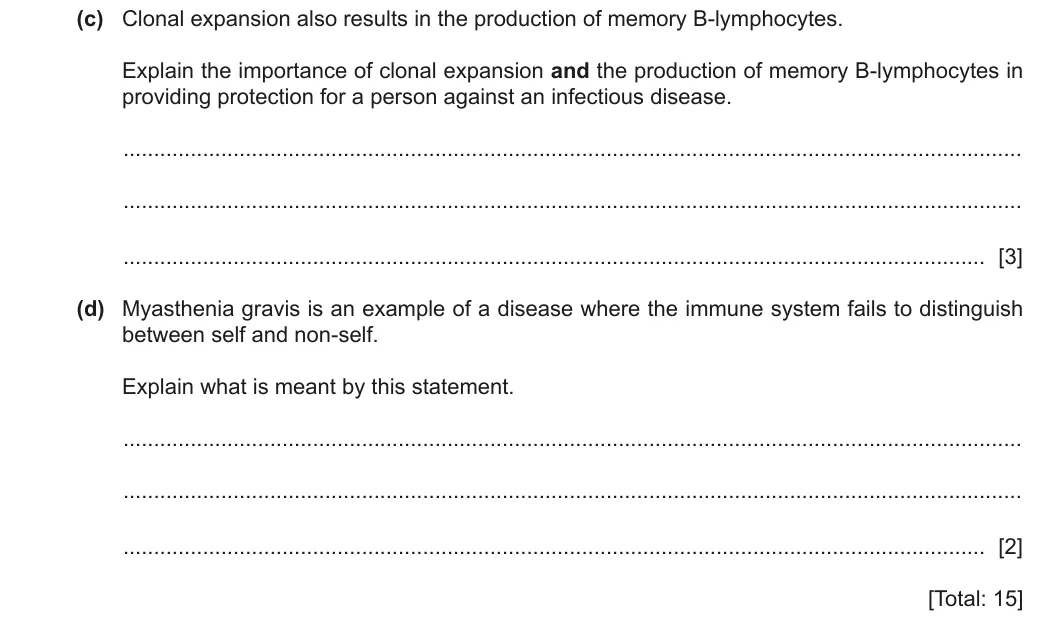 (c) Clonal expansion also results in the production of memory B-lymphocytes.
Explain the importance of clonal expansion and the production of memory B-lymphocytes in
providing protection for a person against an infectious disease.
..........................................................................................................................................................
..........................................................................................................................................................
.................................................................................................................................................... [3]
(d) Myasthenia gravis is an example of a disease where the immune system fails to distinguish
between self and non-self.
Explain what is meant by this statement.
..........................................................................................................................................................
..........................................................................................................................................................
.................................................................................................................................................... [2]
[Total: 15]